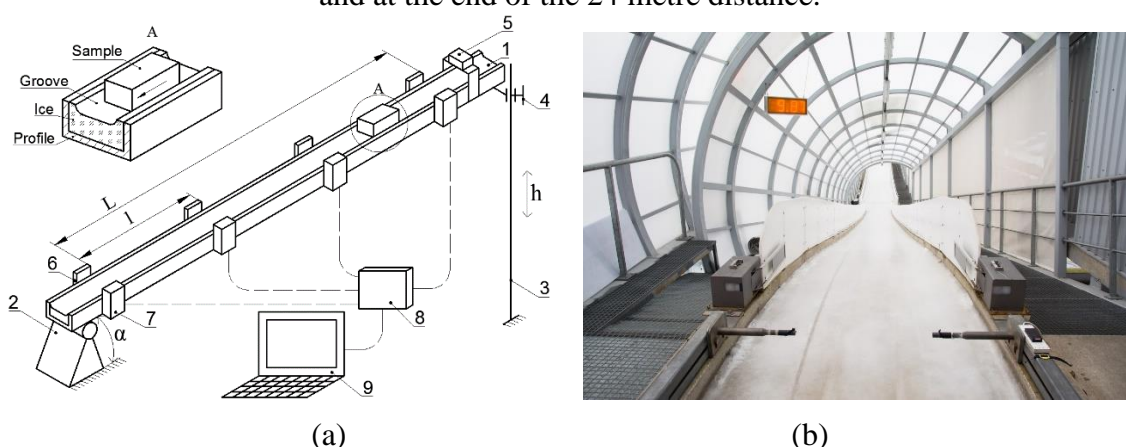 and at the end of the 24 metre distance.
A
Sample
Groove
Ice
Profile
5
1
A
4
L
l
h
6
3
2
7
8
α
9
(a)
(b)